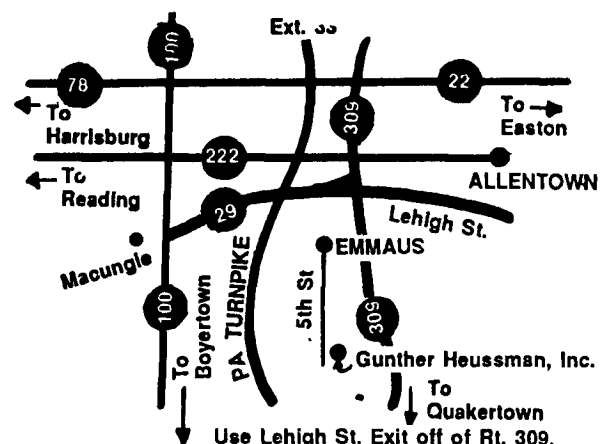 100
Ext. 33
78
22
To
Harrisburg
309
To
Easton
222
To
Reading
ALLENTOWN
29
Lehigh St.
Macungie
EMMAUS
100
To
Boyertown
PA TURNPIKE
5th St
309
Gunther Heussman, Inc.
To
Quakertown
Use Lehigh St. Exit off of Rt. 309.